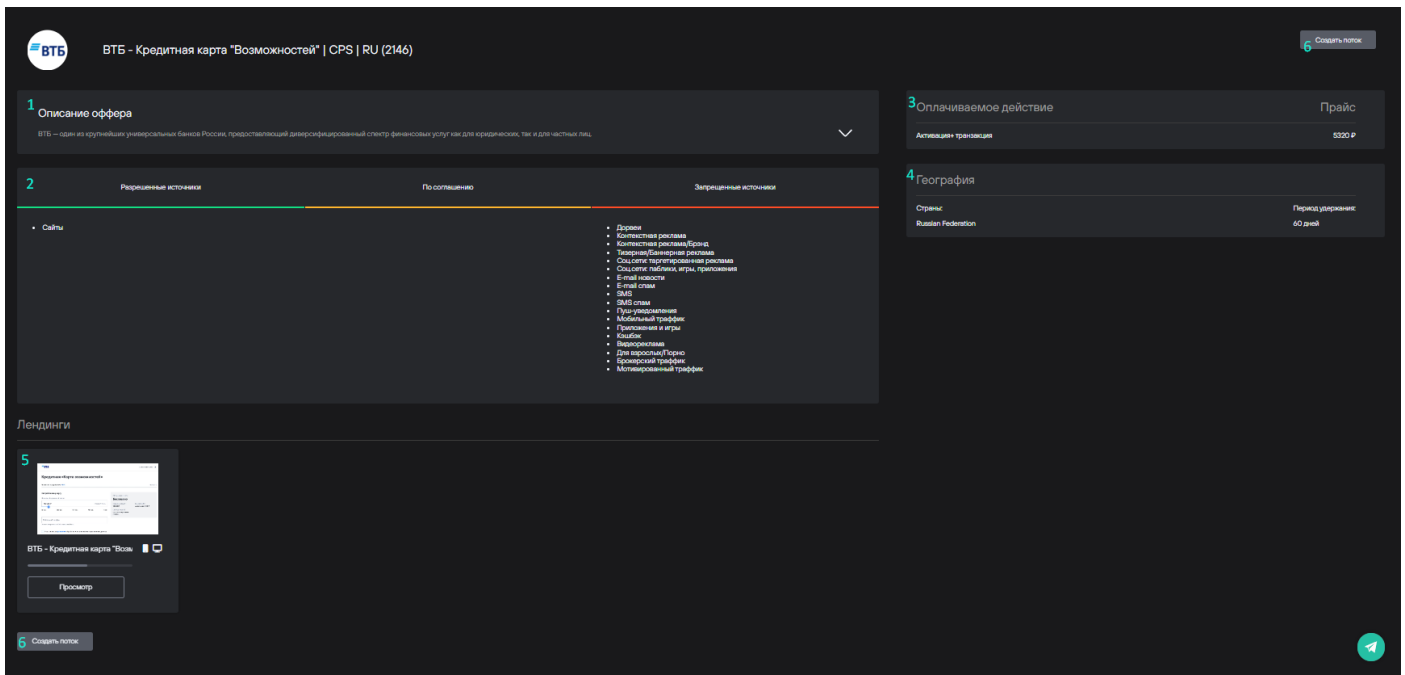 ВТБ
ВТБ - Кредитная карта "Возможностей" | CPS | RU (2146)
6 Создать поток
1 Описание оффера
ВТБ — один из крупнейших универсальных банков России, предоставляющий диверсифицированный спектр финансовых услуг как для юридических, так и для частных лиц.
3 Оплачиваемое действие Прайс
Активация+ транзакция 5320 ₽
2 Разрешенные источники По соглашению Запрещенные источники
4 География
Страны: Период удержания:
Russian Federation 60 дней
• Сайты
• Дорвеи
• Контекстная реклама
• Контекстная реклама/Брэнд
• Тизерная/Баннерная реклама
• Соц.сети: таргетированная реклама
• Соц.сети: паблики, игры, приложения
• E-mail новости
• E-mail спам
• SMS
• SMS спам
• Пуш-уведомления
• Мобильный траффик
• Приложения и игры
• Кэшбэк
• Видеореклама
• Для взрослых/Порно
• Брокерский траффик
• Мотивированный траффик
Лендинги
5
Кредитная «Карта возможностей»
ВТБ - Кредитная карта "Возм
Просмотр
6 Создать поток